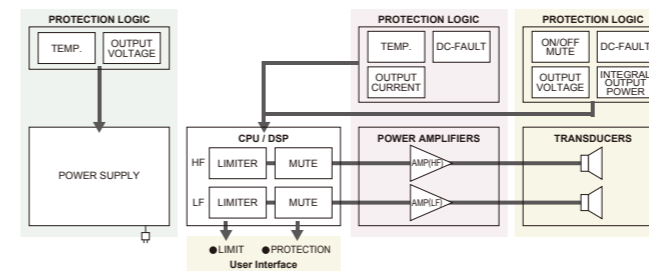 PROTECTION LOGIC
TEMP.
OUTPUT
VOLTAGE
POWER SUPPLY
PROTECTION LOGIC
TEMP.
DC-FAULT
OUTPUT
CURRENT
PROTECTION LOGIC
ON/OFF
MUTE
DC-FAULT
OUTPUT
VOLTAGE
INTEGRAL
OUTPUT
POWER
CPU / DSP
HF
LIMITER
MUTE
LF
LIMITER
MUTE
POWER AMPLIFIERS
AMP(HF)
AMP(LF)
TRANSDUCERS
●LIMIT ●PROTECTION
User Interface